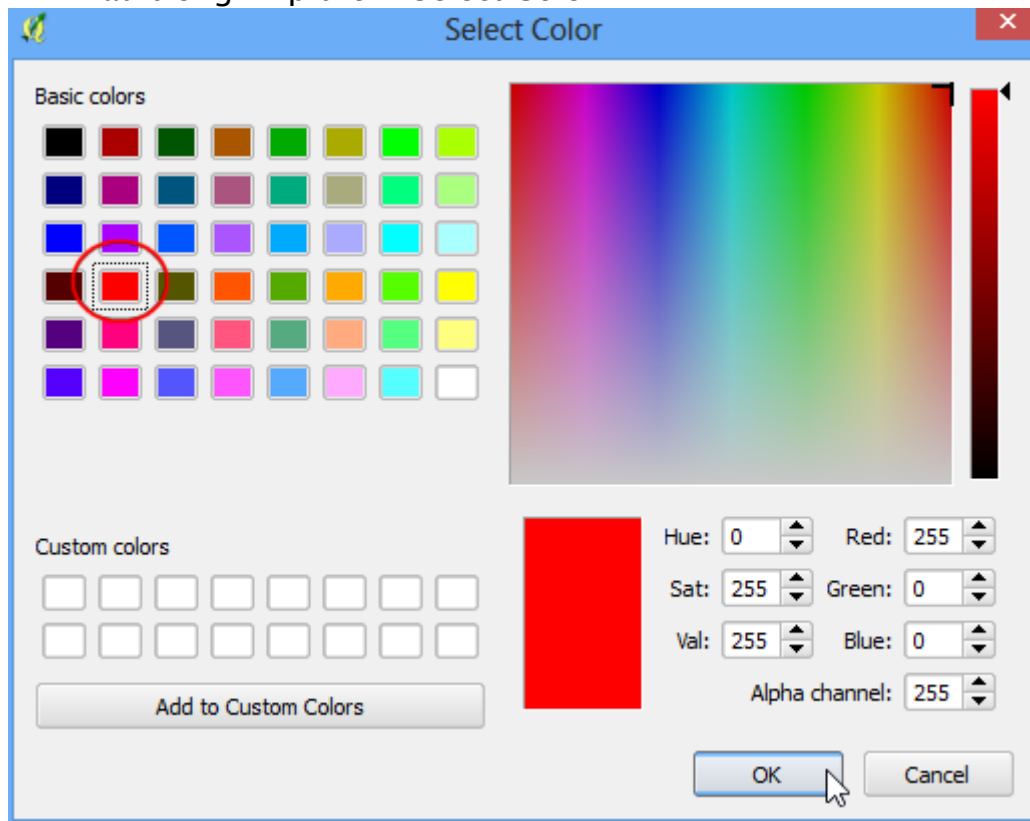 Select Color
Basic colors
Custom colors
Add to Custom Colors
Hue: 0 Red: 255
Sat: 255 Green: 0
Val: 255 Blue: 0
Alpha channel: 255
OK Cancel